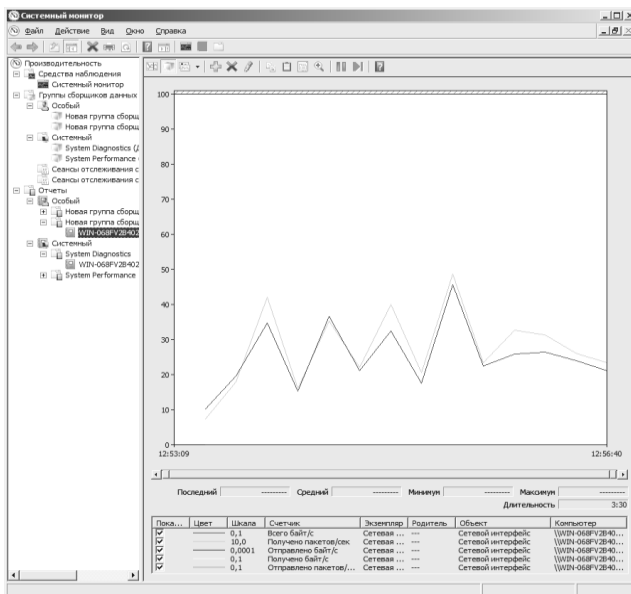 Системный монитор
Файл Действие Вид Окно Справка
Производительность
Средства наблюдения
Системный монитор
Группы сборщиков данных
Особый
Новая группа сборщ
Новая группа сборщ
Системный
System Diagnostics (Д
System Performance (
Сеансы отслеживания с
Сеансы отслеживания с
Отчеты
Особый
Новая группа сборщ
Новая группа сборщ
WIN-068FV2B402
Системный
System Diagnostics
WIN-068FV2B402
System Performance
100
90
80
70
60
50
40
30
20
10
0
12:53:09 12:56:40
Последний --------- Средний --------- Минимум --------- Максимум ---------
Длительность 3:30
Пока... Цвет Шкала Счетчик Экземпляр Родитель Объект Компьютер
0,1 Всего байт/с Сетевая ... --- Сетевой интерфейс \\WIN-068FV2B40...
10,0 Получено пакетов/сек Сетевая ... --- Сетевой интерфейс \\WIN-068FV2B40...
0,0001 Отправлено байт/с Сетевая ... --- Сетевой интерфейс \\WIN-068FV2B40...
0,1 Получено байт/с Сетевая ... --- Сетевой интерфейс \\WIN-068FV2B40...
0,1 Отправлено пакетов/... Сетевая ... --- Сетевой интерфейс \\WIN-068FV2B40...